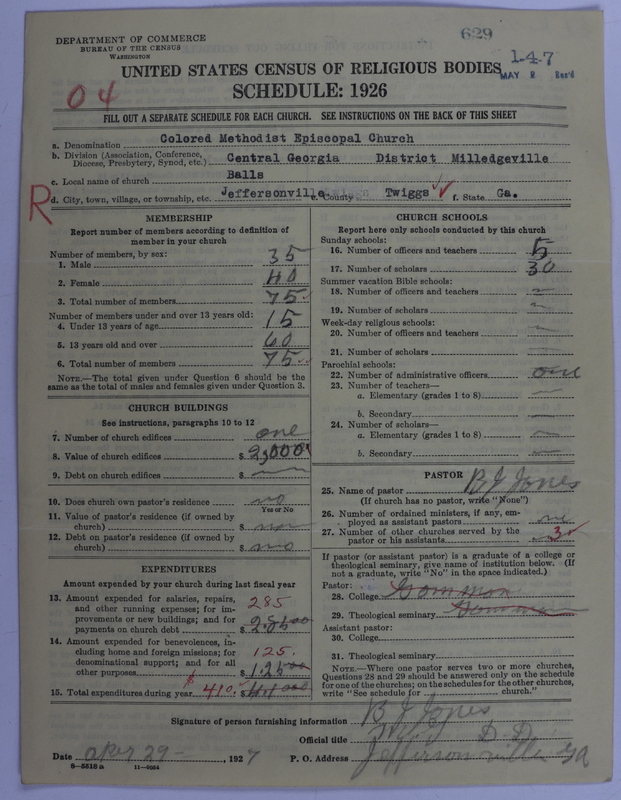 629
DEPARTMENT OF COMMERCE
BUREAU OF THE CENSUS
WASHINGTON
1-47
MAY 2 Rec'd
UNITED STATES CENSUS OF RELIGIOUS BODIES
SCHEDULE: 1926
04
FILL OUT A SEPARATE SCHEDULE FOR EACH CHURCH. SEE INSTRUCTIONS ON THE BACK OF THIS SHEET
a. Denomination Colored Methodist Episcopal Church
b. Division (Association, Conference, Diocese, Presbytery, Synod, etc.) Central Georgia District Milledgeville
c. Local name of church Balls
R d. City, town, village, or township, etc. Jeffersonville e. County Twiggs f. State Ga.
MEMBERSHIP
Report number of members according to definition of
member in your church
Number of members, by sex:
1. Male 35
2. Female 40
3. Total number of members 75
Number of members under and over 13 years old:
4. Under 13 years of age 15
5. 13 years old and over 60
6. Total number of members 75
NOTE.—The total given under Question 6 should be the
same as the total of males and females given under Question 3.
CHURCH BUILDINGS
See instructions, paragraphs 10 to 12
7. Number of church edifices one
8. Value of church edifices $ 2,000
9. Debt on church edifices $
10. Does church own pastor's residence no
Yes or No
11. Value of pastor's residence (if owned by
church) $
12. Debt on pastor's residence (if owned by
church) $ no
EXPENDITURES
Amount expended by your church during last fiscal year
13. Amount expended for salaries, repairs,
and other running expenses; for im-
provements or new buildings; and for
payments on church debt 285 $ 28500
14. Amount expended for benevolences, in-
cluding home and foreign missions; for
denominational support; and for all
other purposes 125. $ 12500
15. Total expenditures during year $ 410. $
CHURCH SCHOOLS
Report here only schools conducted by this church
Sunday schools:
16. Number of officers and teachers 5
17. Number of scholars 30
Summer vacation Bible schools:
18. Number of officers and teachers
19. Number of scholars
Week-day religious schools:
20. Number of officers and teachers
21. Number of scholars
Parochial schools:
22. Number of administrative officers one
23. Number of teachers—
a. Elementary (grades 1 to 8)
b. Secondary
24. Number of scholars—
a. Elementary (grades 1 to 8)
b. Secondary
PASTOR
25. Name of pastor B J Jones
(If church has no pastor, write "None")
26. Number of ordained ministers, if any, em-
ployed as assistant pastors
27. Number of other churches served by the
pastor or his assistants 3
If pastor (or assistant pastor) is a graduate of a college or
theological seminary, give name of institution below. (If
not a graduate, write "No" in the space indicated.)
Pastor:
28. College Common
29. Theological seminary Common
Assistant pastor:
30. College
31. Theological seminary
NOTE.—Where one pastor serves two or more churches,
Questions 28 and 29 should be answered only on the schedule
for one of the churches; on the schedules for the other churches,
write "See schedule for church."
Signature of person furnishing information B J Jones
Official title D.D.
Date Apr 29 —, 1927 P. O. Address Jeffersonville Ga
8—5518 a 11—9034